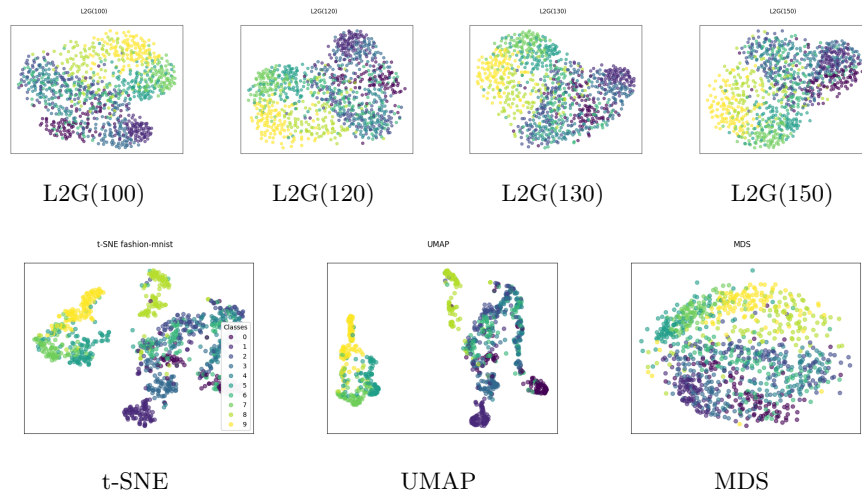 L2G(100)
L2G(120)
L2G(130)
L2G(150)
L2G(100)
L2G(120)
L2G(130)
L2G(150)
t-SNE fashion-mnist
UMAP
MDS
Classes
0
1
2
3
4
5
6
7
8
9
t-SNE
UMAP
MDS